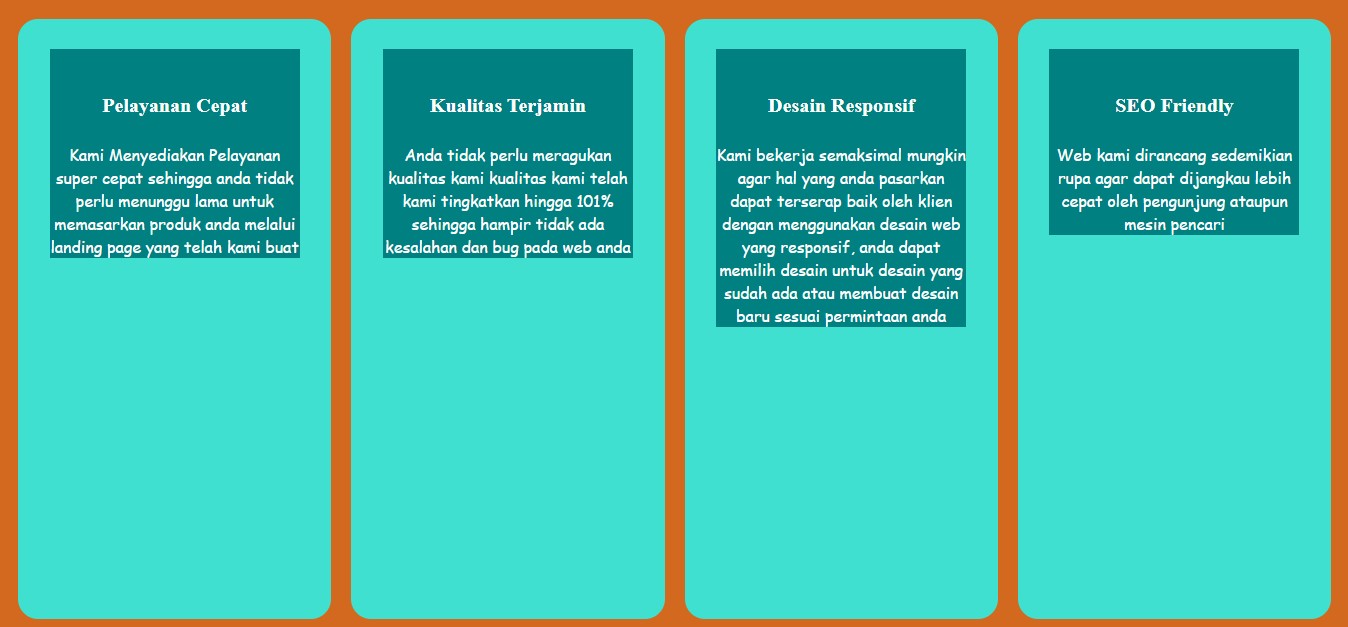 Pelayanan Cepat
Kami Menyediakan Pelayanan
super cepat sehingga anda tidak
perlu menunggu lama untuk
memasarkan produk anda melalui
landing page yang telah kami buat
Kualitas Terjamin
Anda tidak perlu meragukan
kualitas kami kualitas kami telah
kami tingkatkan hingga 101%
sehingga hampir tidak ada
kesalahan dan bug pada web anda
Desain Responsif
Kami bekerja semaksimal mungkin
agar hal yang anda pasarkan
dapat terserap baik oleh klien
dengan menggunakan desain web
yang responsif, anda dapat
memilih desain untuk desain yang
sudah ada atau membuat desain
baru sesuai permintaan anda
SEO Friendly
Web kami dirancang sedemikian
rupa agar dapat dijangkau lebih
cepat oleh pengunjung ataupun
mesin pencari